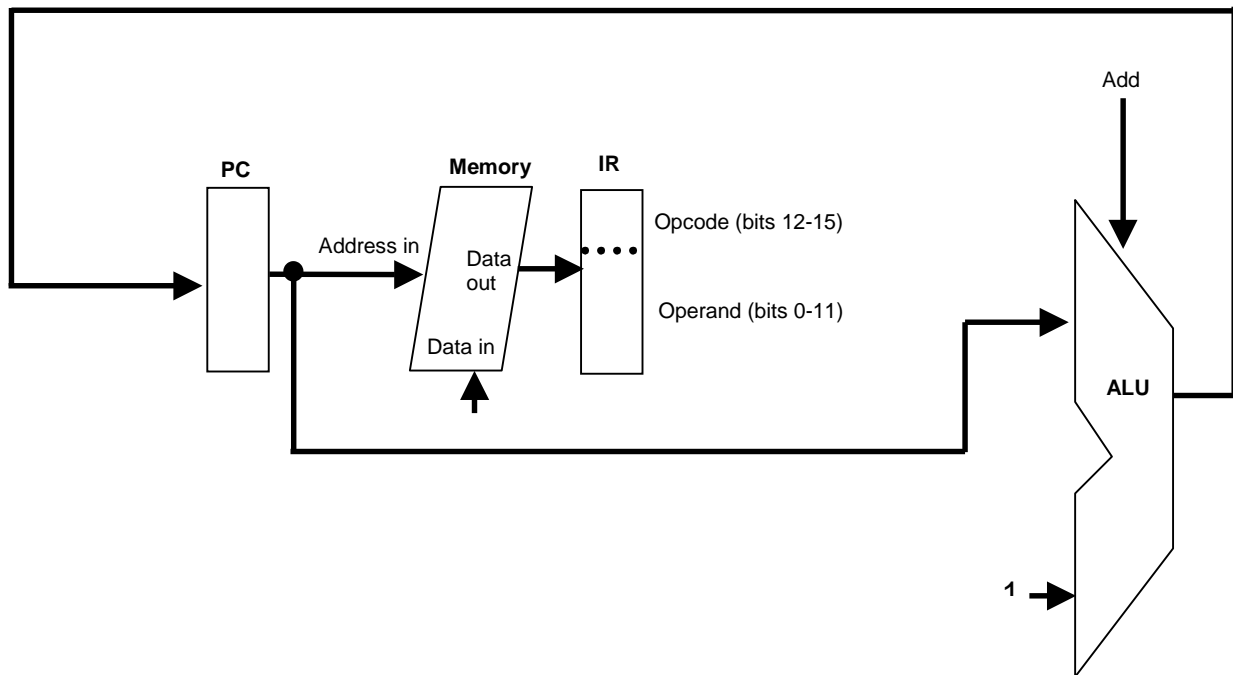 Add
PC
Memory
IR
Opcode (bits 12-15)
Address in
Data
out
Operand (bits 0-11)
Data in
ALU
1